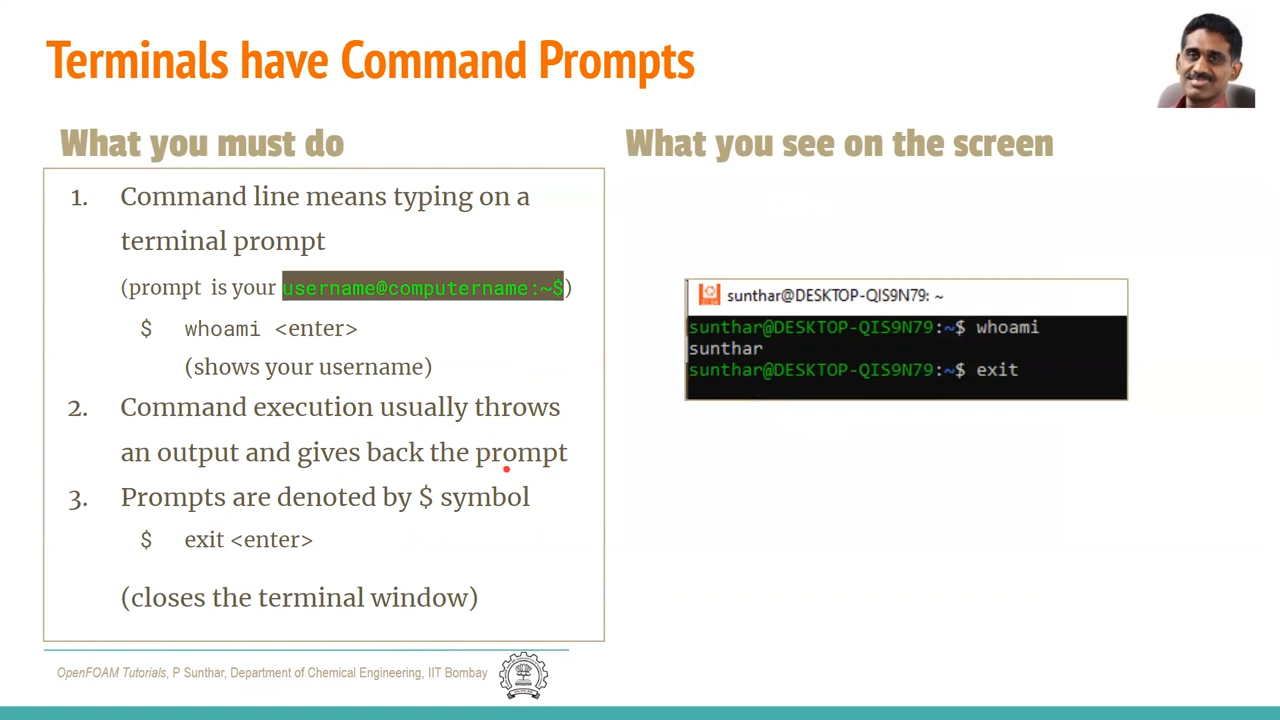 Terminals have Command Prompts
What you must do
1. Command line means typing on a
terminal prompt
(prompt is your username@computername:~$)
$ whoami <enter>
(shows your username)
2. Command execution usually throws
an output and gives back the prompt
3. Prompts are denoted by $ symbol
$ exit <enter>
(closes the terminal window)
What you see on the screen
sunthar@DESKTOP-QIS9N79: ~
sunthar@DESKTOP-QIS9N79:~$ whoami
sunthar
sunthar@DESKTOP-QIS9N79:~$ exit
OpenFOAM Tutorials, P Sunthar, Department of Chemical Engineering, IIT Bombay